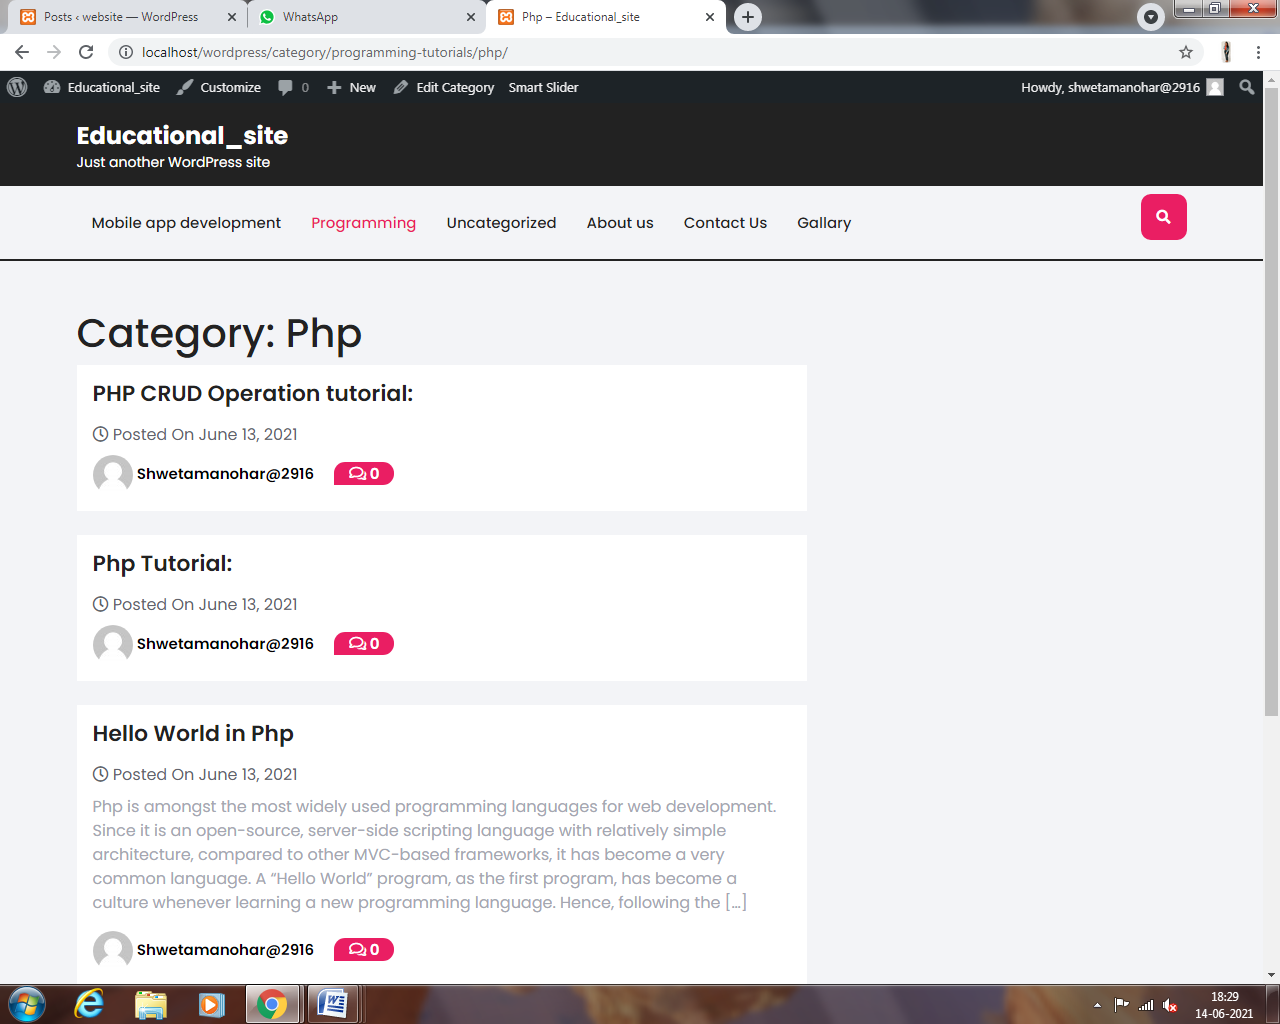 Posts ‹ website — WordPress
WhatsApp
Php – Educational_site
localhost/wordpress/category/programming-tutorials/php/
Educational_site Customize 0 New Edit Category Smart Slider Howdy, shwetamanohar@2916
Educational_site
Just another WordPress site
Mobile app development Programming Uncategorized About us Contact Us Gallary
Category: Php
PHP CRUD Operation tutorial:
Posted On June 13, 2021
Shwetamanohar@2916 0
Php Tutorial:
Posted On June 13, 2021
Shwetamanohar@2916 0
Hello World in Php
Posted On June 13, 2021
Php is amongst the most widely used programming languages for web development.
Since it is an open-source, server-side scripting language with relatively simple
architecture, compared to other MVC-based frameworks, it has become a very
common language. A “Hello World” program, as the first program, has become a
culture whenever learning a new programming language. Hence, following the […]
Shwetamanohar@2916 0
18:29
14-06-2021